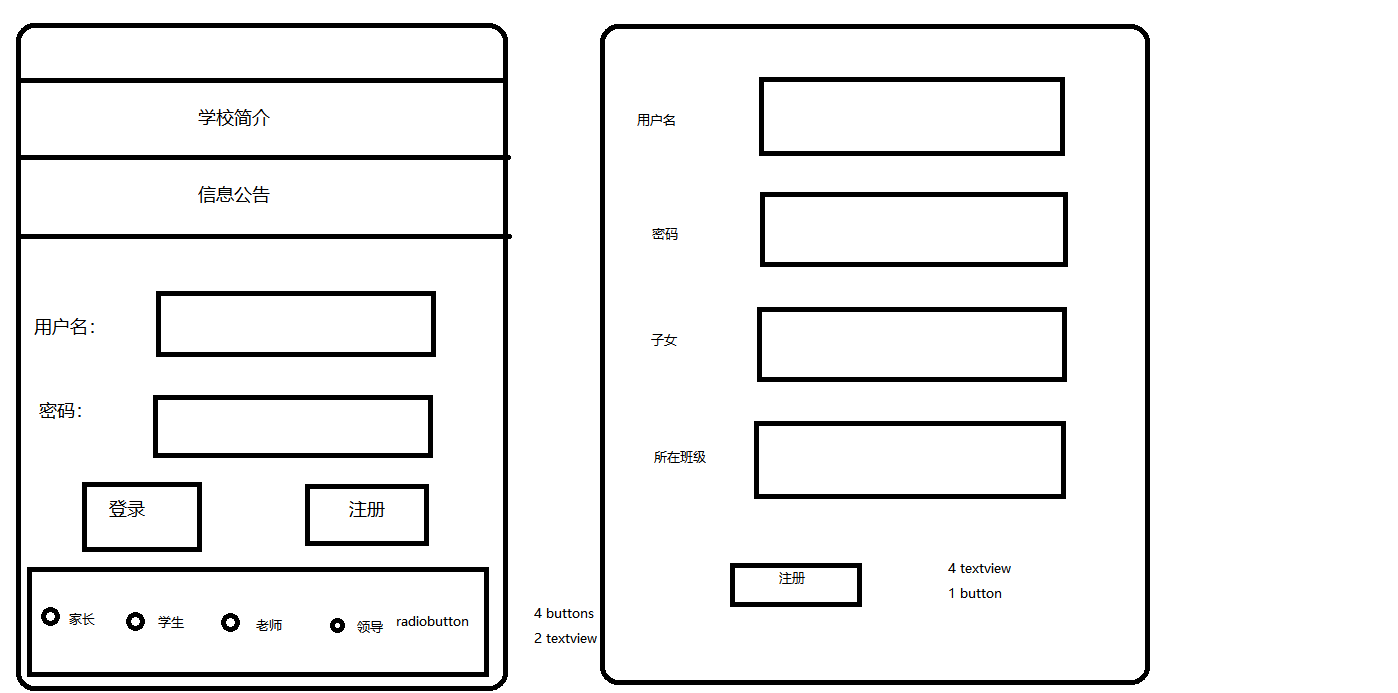 学校简介
信息公告
用户名：
密码：
登录 注册
家长 学生 老师 领导 radiobutton
4 buttons
2 textview
用户名
密码
子女
所在班级
注册
4 textview
1 button